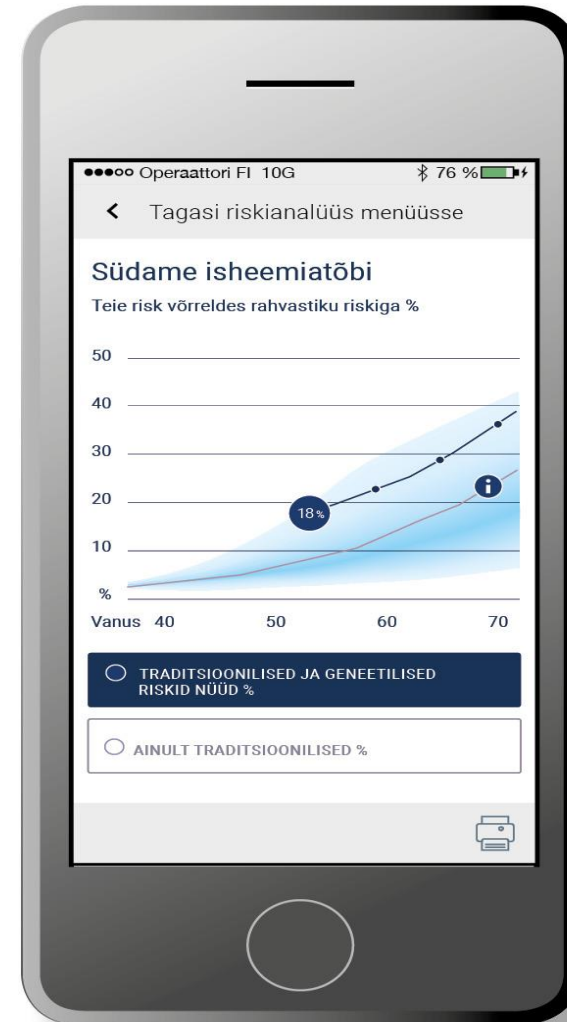 Operaattori FI 10G 76 %
Tagasi riskianalüüs menüüsse
Südame isheemiatõbi
Teie risk võrreldes rahvastiku riskiga %
50
40
30
20
18%
10
%
Vanus 40 50 60 70
TRADITSIOONILISED JA GENEETILISED
RISKID NÜÜD %
AINULT TRADITSIOONILISED %